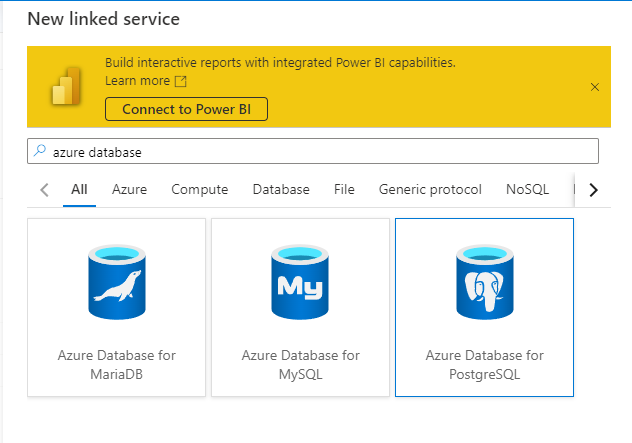 New linked service
Build interactive reports with integrated Power BI capabilities.
Learn more
Connect to Power BI
azure database
All Azure Compute Database File Generic protocol NoSQL
Azure Database for
MariaDB
My
Azure Database for
MySQL
Azure Database for
PostgreSQL